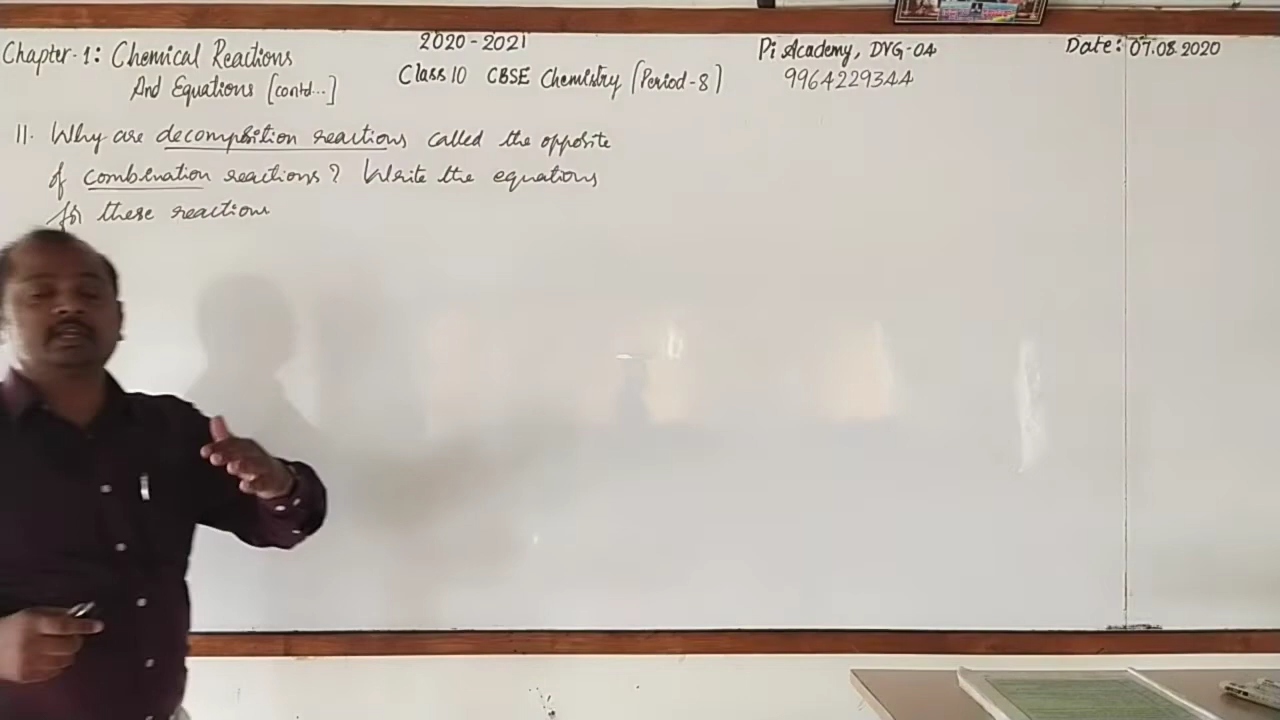 Chapter-1: Chemical Reactions
And Equations [contd...]
2020-2021
Class 10 CBSE Chemistry (Period-8)
Pi Academy, DVG-04
9964229344
Date: 07.08.2020
11. Why are decomposition reactions called the opposite
of combination reactions? Write the equations
for these reactions